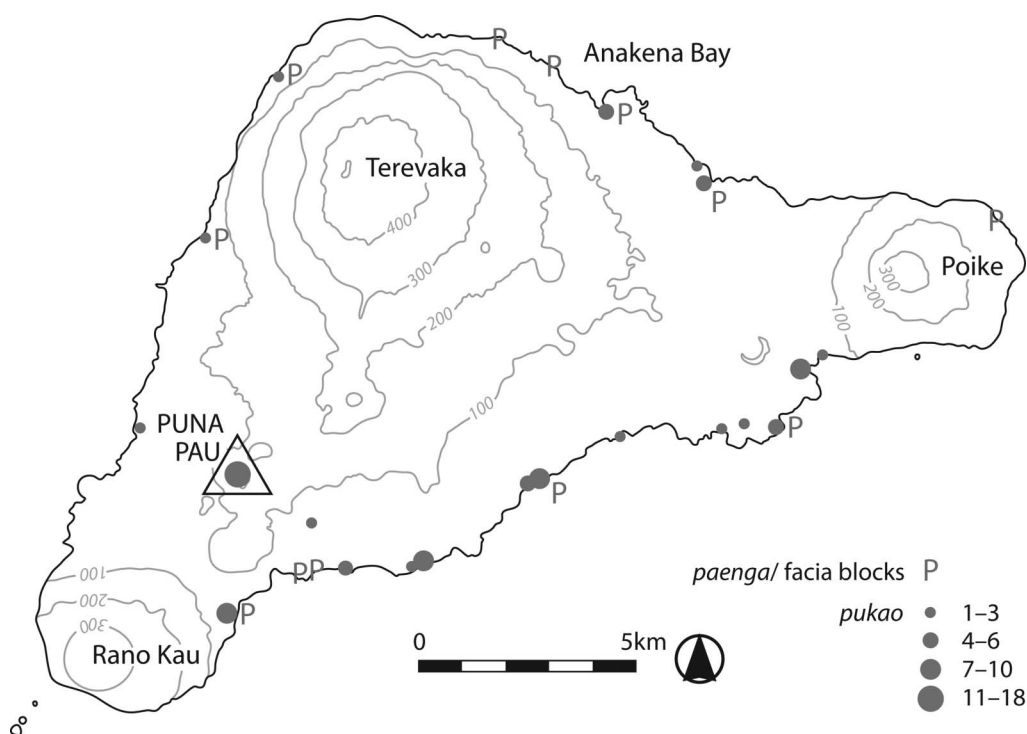 P
P
Anakena Bay
P
P
Terevaka
400
P
P
300
Poike
300
200
100
P
200
100
PUNA
PAU
P
P
100
200
300
Rano Kau
PP
P
0 5km
paenga/ facia blocks P
pukao 1–3
4–6
7–10
11–18